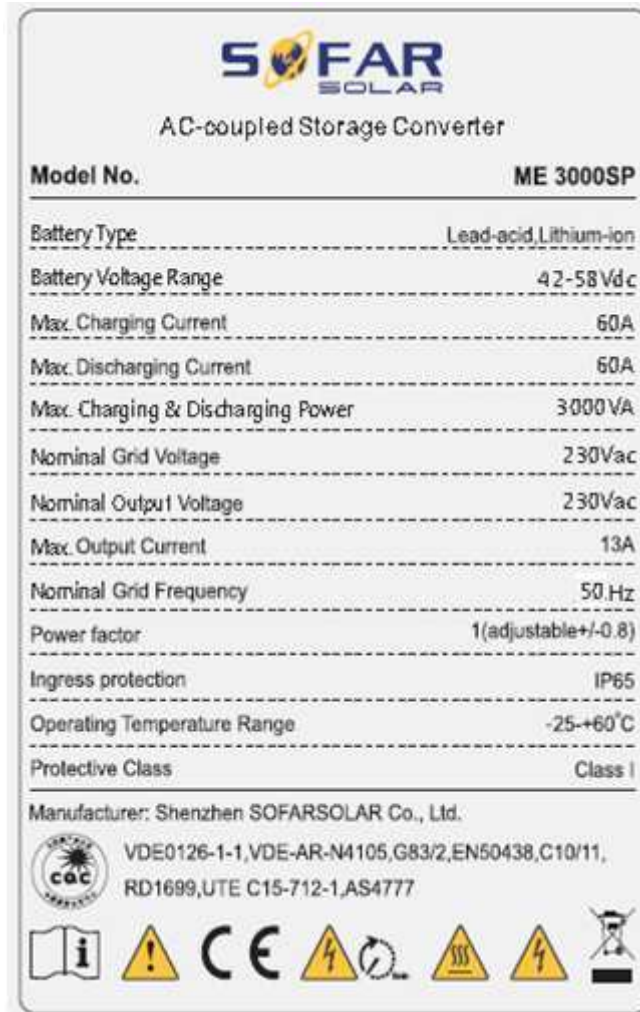 SOFAR
SOLAR
AC-coupled Storage Converter
Model No. ME 3000SP
Battery Type Lead-acid,Lithium-ion
Battery Voltage Range 42-58Vdc
Max. Charging Current 60A
Max. Discharging Current 60A
Max. Charging & Discharging Power 3000VA
Nominal Grid Voltage 230Vac
Nominal Output Voltage 230Vac
Max. Output Current 13A
Nominal Grid Frequency 50.Hz
Power factor 1(adjustable+/-0.8)
Ingress protection IP65
Operating Temperature Range -25-+60°C
Protective Class Class I
Manufacturer: Shenzhen SOFARSOLAR Co., Ltd.
VDE0126-1-1,VDE-AR-N4105,G83/2,EN50438,C10/11,
cqc
RD1699,UTE C15-712-1,AS4777
i
CE